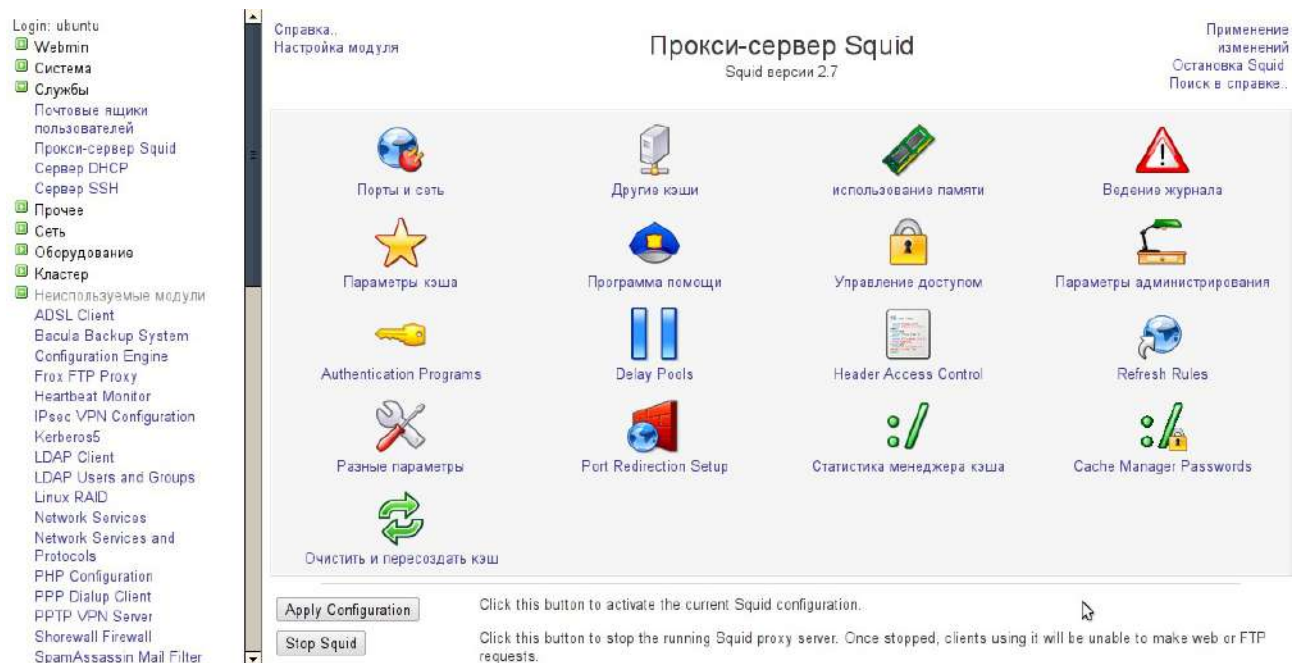 Login: ubuntu
Webmin
Система
Службы
Почтовые ящики
пользователей
Прокси-сервер Squid
Сервер DHCP
Сервер SSH
Прочее
Сеть
Оборудование
Кластер
Неиспользуемые модули
ADSL Client
Bacula Backup System
Configuration Engine
Frox FTP Proxy
Heartbeat Monitor
IPsec VPN Configuration
Kerberos5
LDAP Client
LDAP Users and Groups
Linux RAID
Network Services
Network Services and
Protocols
PHP Configuration
PPP Dialup Client
PPTP VPN Server
Shorewall Firewall
SpamAssassin Mail Filter
Справка..
Настройка модуля
Прокси-сервер Squid
Squid версии 2.7
Применение
изменений
Остановка Squid
Поиск в справке..
Порты и сеть
Другие кэши
использование памяти
Ведение журнала
Параметры кэша
Программа помощи
Управление доступом
Параметры администрирования
Authentication Programs
Delay Pools
Header Access Control
Refresh Rules
Разные параметры
Port Redirection Setup
Статистика менеджера кэша
Cache Manager Passwords
Очистить и пересоздать кэш
Apply Configuration
Click this button to activate the current Squid configuration.
Stop Squid
Click this button to stop the running Squid proxy server. Once stopped, clients using it will be unable to make web or FTP
requests.